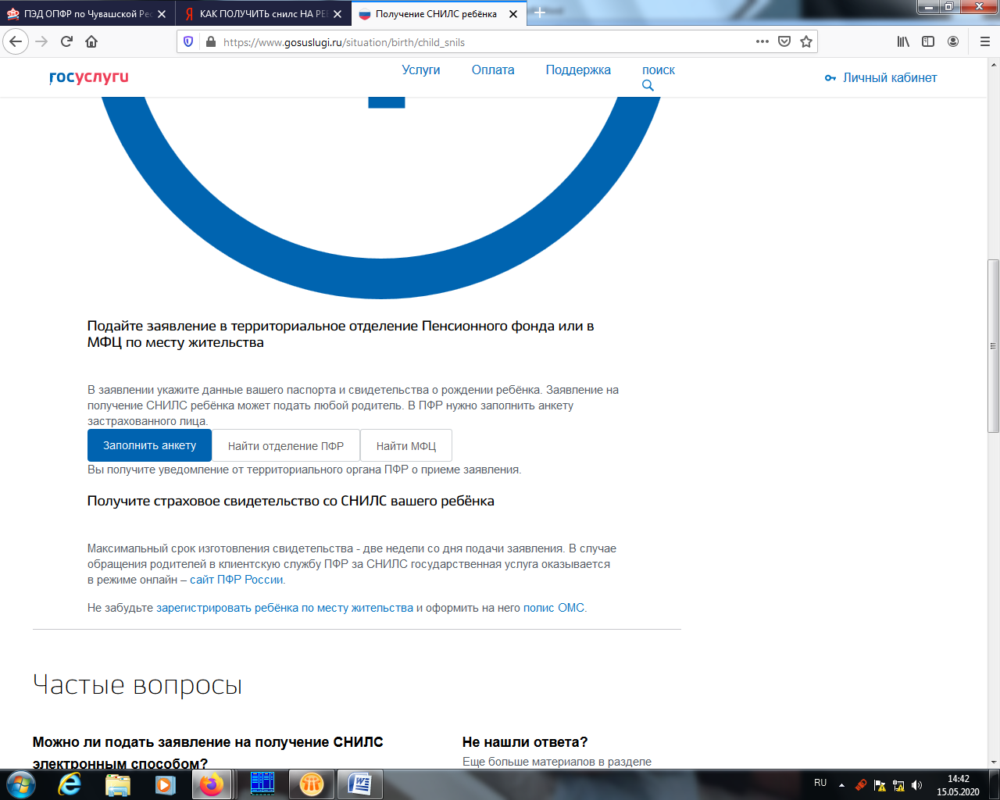 ПЭД ОПФР по Чувашской Рес
КАК ПОЛУЧИТЬ снилс НА РЕ
Получение СНИЛС ребёнка
https://www.gosuslugi.ru/situation/birth/child_snils
госуслуги
Услуги
Оплата
Поддержка
поиск
Личный кабинет
Подайте заявление в территориальное отделение Пенсионного фонда или в
МФЦ по месту жительства
В заявлении укажите данные вашего паспорта и свидетельства о рождении ребёнка. Заявление на
получение СНИЛС ребёнка может подать любой родитель. В ПФР нужно заполнить анкету
застрахованного лица.
Заполнить анкету
Найти отделение ПФР
Найти МФЦ
Вы получите уведомление от территориального органа ПФР о приеме заявления.
Получите страховое свидетельство со СНИЛС вашего ребёнка
Максимальный срок изготовления свидетельства - две недели со дня подачи заявления. В случае
обращения родителей в клиентскую службу ПФР за СНИЛС государственная услуга оказывается
в режиме онлайн – сайт ПФР России.
Не забудьте зарегистрировать ребёнка по месту жительства и оформить на него полис ОМС.
Частые вопросы
Можно ли подать заявление на получение СНИЛС
электронным способом?
Не нашли ответа?
Еще больше материалов в разделе
RU
14:42
15.05.2020